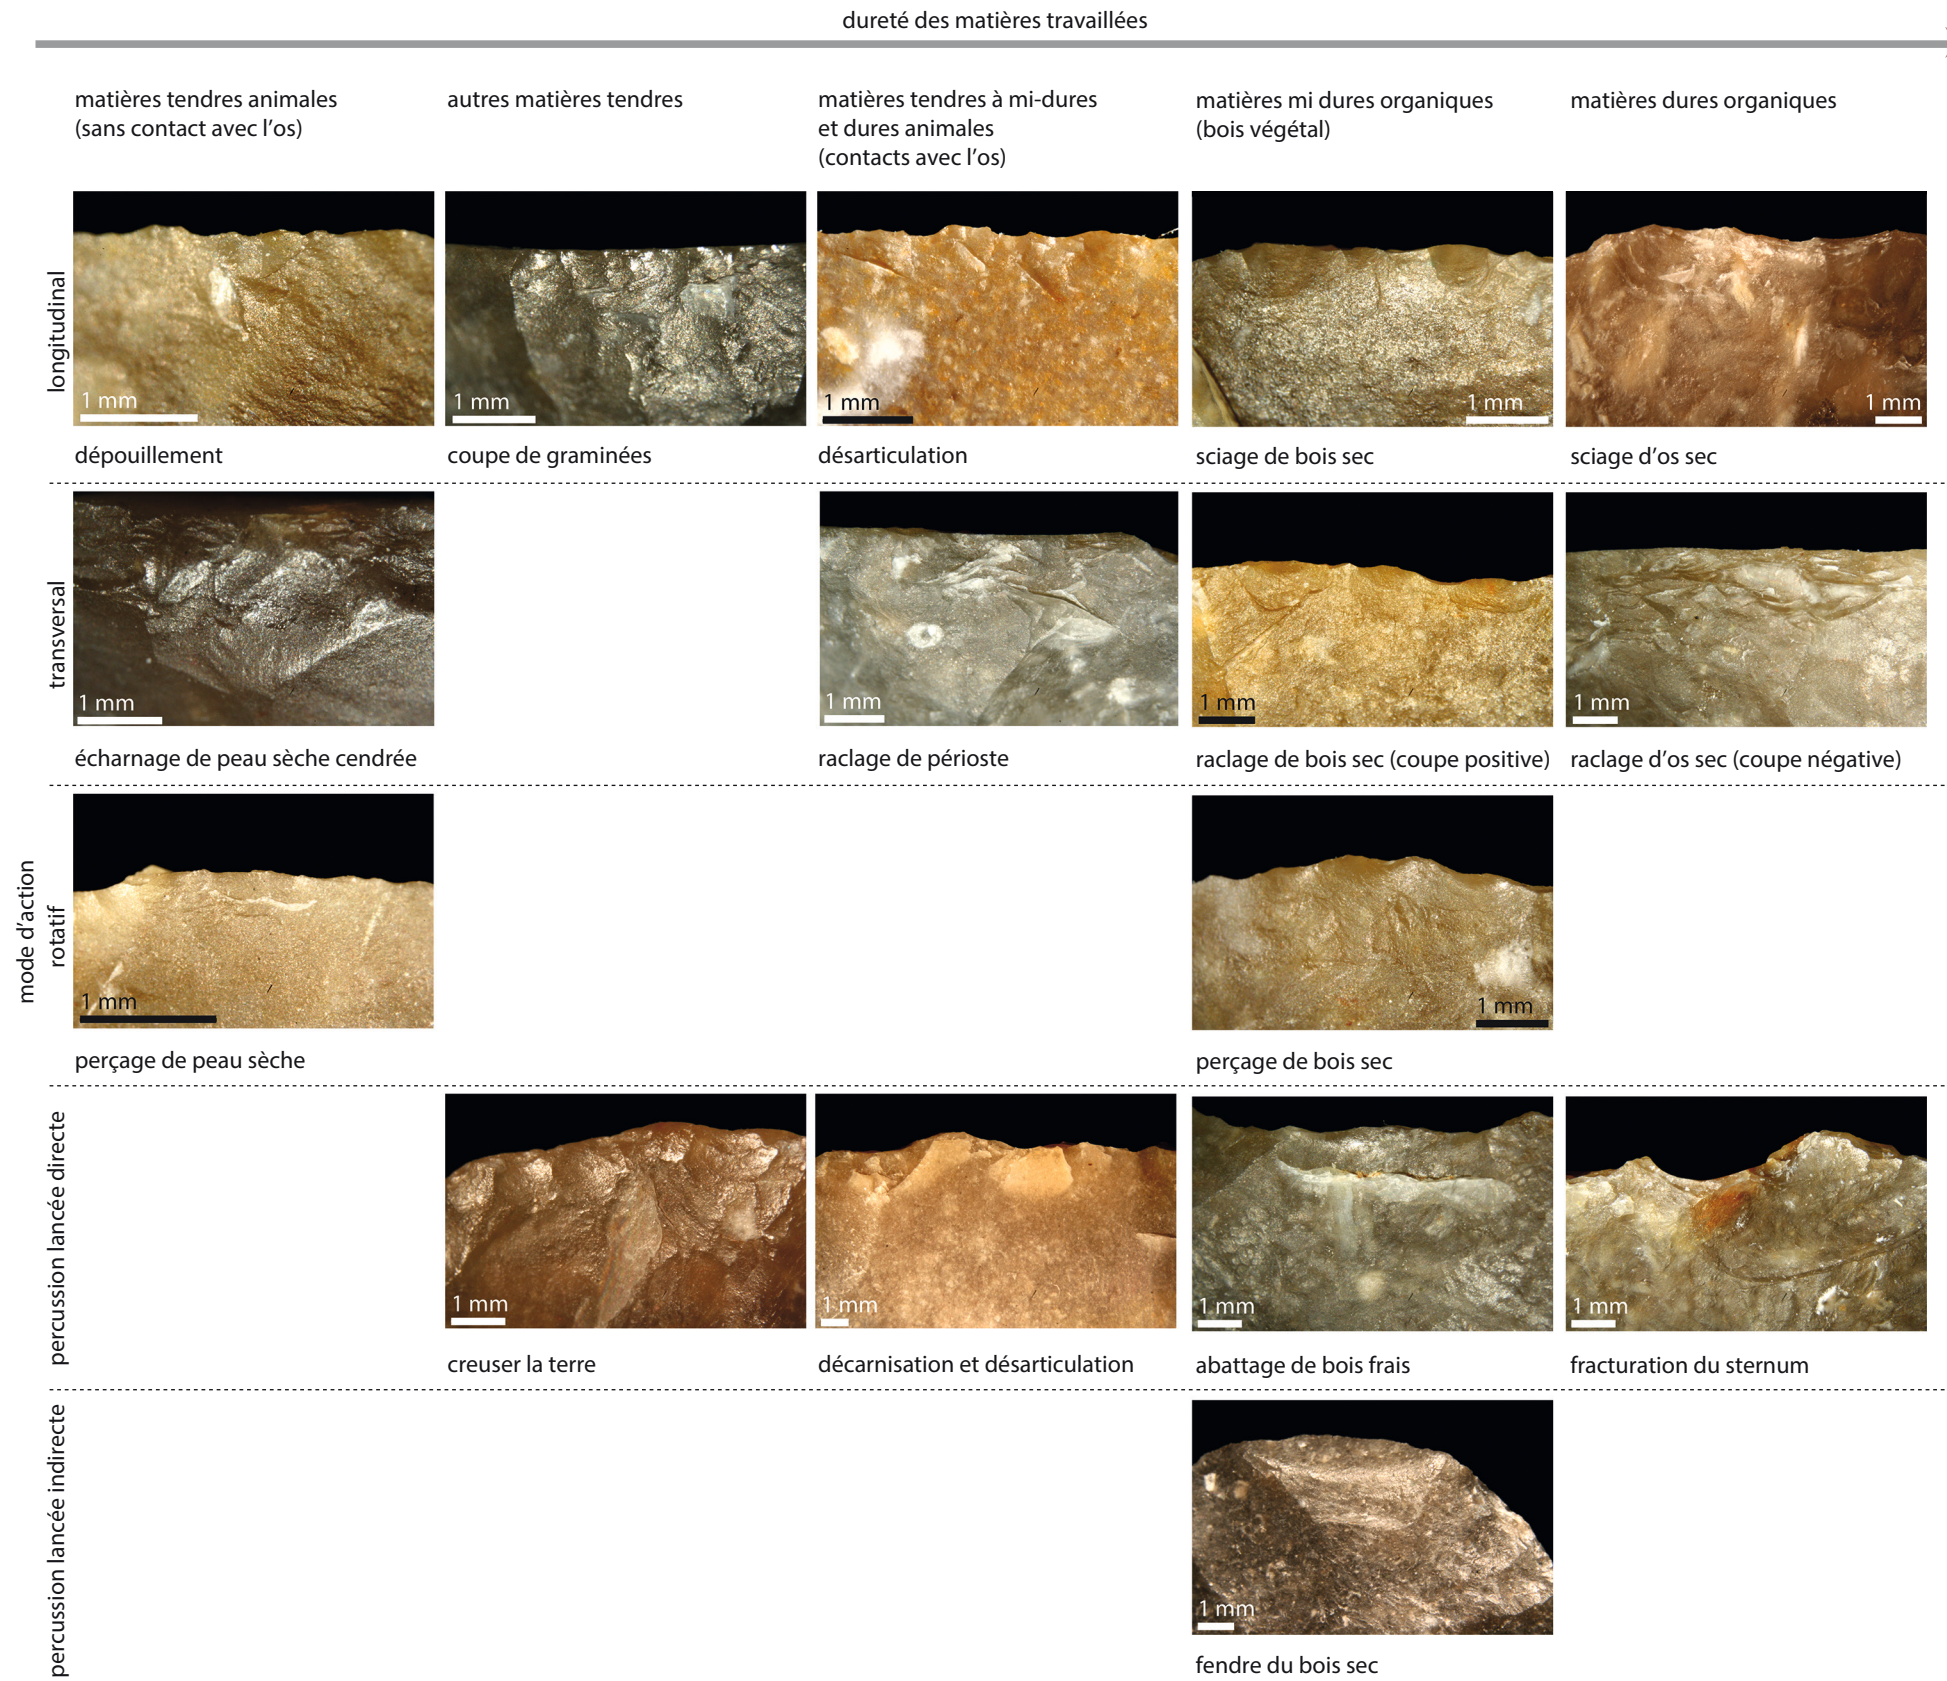 dureté des matières travaillées
matières tendres animales
(sans contact avec l'os)
autres matières tendres
matières tendres à mi-dures
et dures animales
(contacts avec l'os)
matières mi dures organiques
(bois végétal)
matières dures organiques
mode d'action
longitudinal
1 mm
1 mm
1 mm
1 mm
1 mm
dépouillement
coupe de graminées
désarticulation
sciage de bois sec
sciage d'os sec
transversal
1 mm
1 mm
1 mm
1 mm
écharnage de peau sèche cendrée
raclage de périoste
raclage de bois sec (coupe positive)
raclage d'os sec (coupe négative)
rotatif
1 mm
1 mm
perçage de peau sèche
perçage de bois sec
percussion lancée directe
1 mm
1 mm
1 mm
1 mm
creuser la terre
décarnisation et désarticulation
abattage de bois frais
fracturation du sternum
percussion lancée indirecte
1 mm
fendre du bois sec